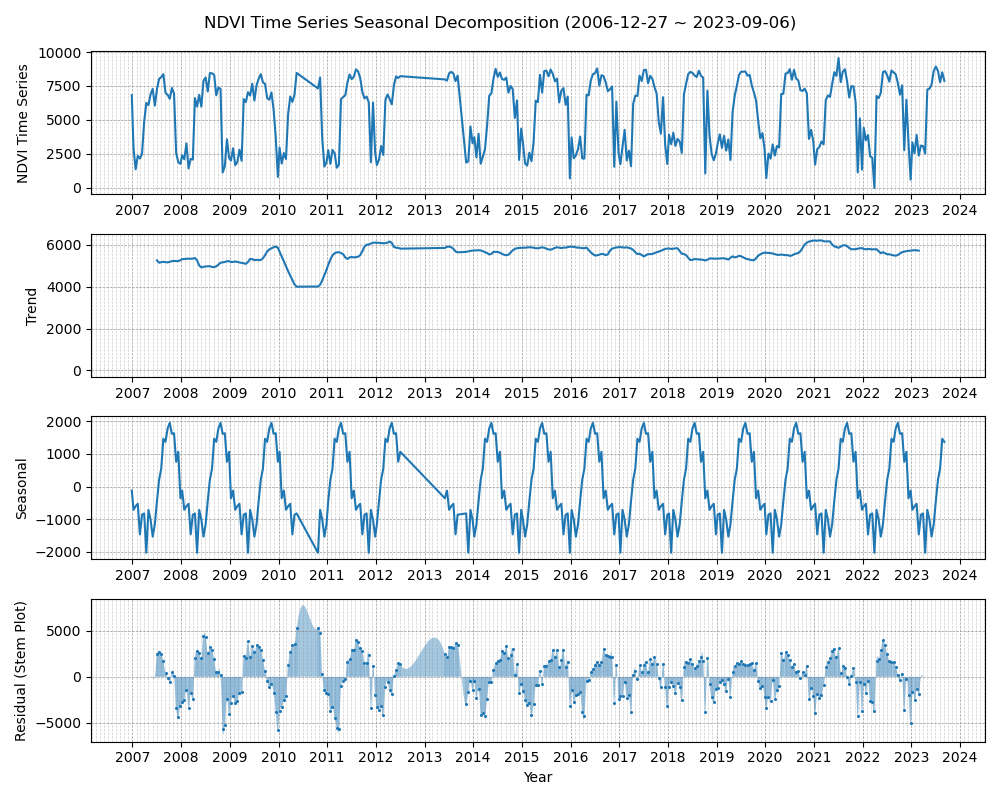 NDVI Time Series Seasonal Decomposition (2006-12-27 ~ 2023-09-06)
NDVI Time Series
10000
7500
5000
2500
0
2007 2008 2009 2010 2011 2012 2013 2014 2015 2016 2017 2018 2019 2020 2021 2022 2023 2024
Trend
6000
4000
2000
0
2007 2008 2009 2010 2011 2012 2013 2014 2015 2016 2017 2018 2019 2020 2021 2022 2023 2024
Seasonal
2000
1000
0
−1000
−2000
2007 2008 2009 2010 2011 2012 2013 2014 2015 2016 2017 2018 2019 2020 2021 2022 2023 2024
Residual (Stem Plot)
5000
0
−5000
2007 2008 2009 2010 2011 2012 2013 2014 2015 2016 2017 2018 2019 2020 2021 2022 2023 2024
Year